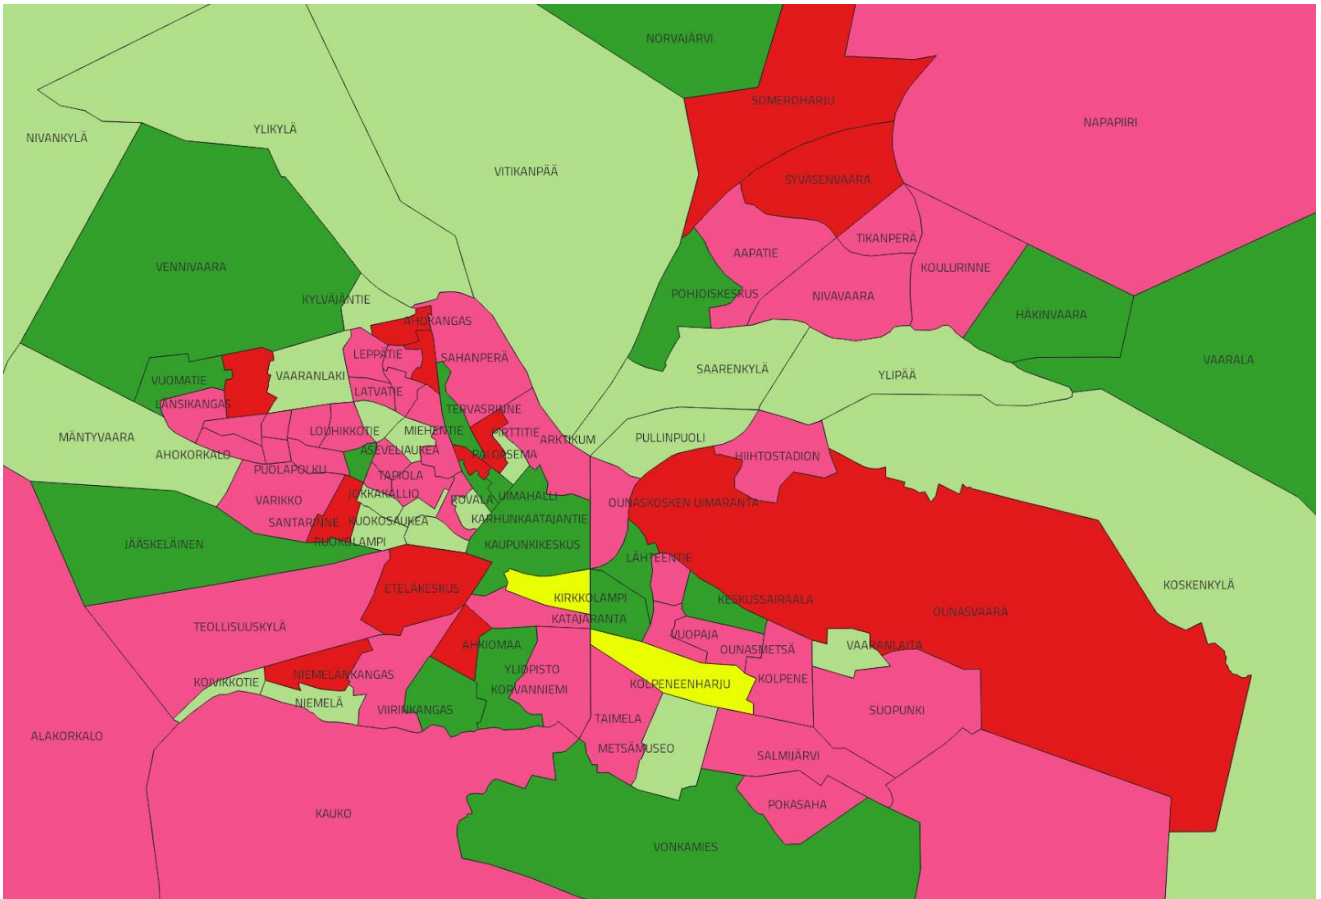 NORVAJÄRVI
SOMEROHARJU
NAPAPIIRI
YLIKYLÄ
NIVANKYLÄ
VITIKANPÄÄ
SYVÄSENVAARA
TIKANPERÄ
AAPATIE
VENNIVAARA
KOULURINNE
POHJOISKESKUS
NIVAVAARA
KYLVÄJÄNTIE
HÄKINVAARA
AHOKANGAS
LEPPÄTIE
SAHANPERÄ
VAARALA
SAARENKYLÄ
YLIPÄÄ
VAARANLAKI
VUOMATIE
LATVATIE
LÄNSIKANGAS
TERVASRINNE
LOUHIKKOTIE
MIEHENTIE
PIRTTITIE
MÄNTYVAARA
ARKTIKUM
PULLINPUOLI
ASEVELIAUKEA
AHOKORKALO
PALOASEMA
HIIHTOSTADION
PUOLAPOLKU
TAPIOLA
JOKKAKALLIO
VARIKKO
ROVALA
UIMAHALLI
OUNASKOSKEN UIMARANTA
SANTARINNE
KUOKOSAUKEA
KARHUNKAATAJANTIE
RUOKOLAMPI
JÄÄSKELÄINEN
KAUPUNKIKESKUS
LÄHTEENTIE
KOSKENKYLÄ
ETELÄKESKUS
KIRKKOLAMPI
KESKUSSAIRAALA
OUNASVAARA
KATAJARANTA
TEOLLISUUSKYLÄ
VUOPAJA
AHKIOMAA
VAARANLAITA
OUNASMETSÄ
YLIOPISTO
NIEMELÄNKANGAS
KOLPENE
KOIVIKKOTIE
KOLPENEENHARJU
KORVANNIEMI
NIEMELÄ
VIIRINKANGAS
SUOPUNKI
TAIMELA
ALAKORKALO
METSÄMUSEO
SALMIJÄRVI
POKASAHA
KAUKO
VONKAMIES